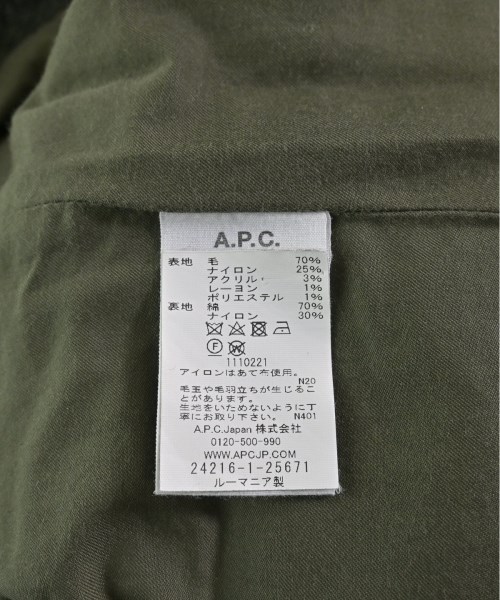 A.P.C.
表地 毛 70%
ナイロン 25%
アクリル・ 3%
レーヨン 1%
ポリエステル 1%
裏地 綿 70%
ナイロン 30%
F W
1110221
アイロンはあて布使用。
N20
毛玉や毛羽立ちが生じるこ
とがあります。
生地をいためないように丁
寧にお取り下さい。 N401
A.P.C.Japan 株式会社
0120-500-990
WWW.APCJP.COM
24216-1-25671
ルーマニア製